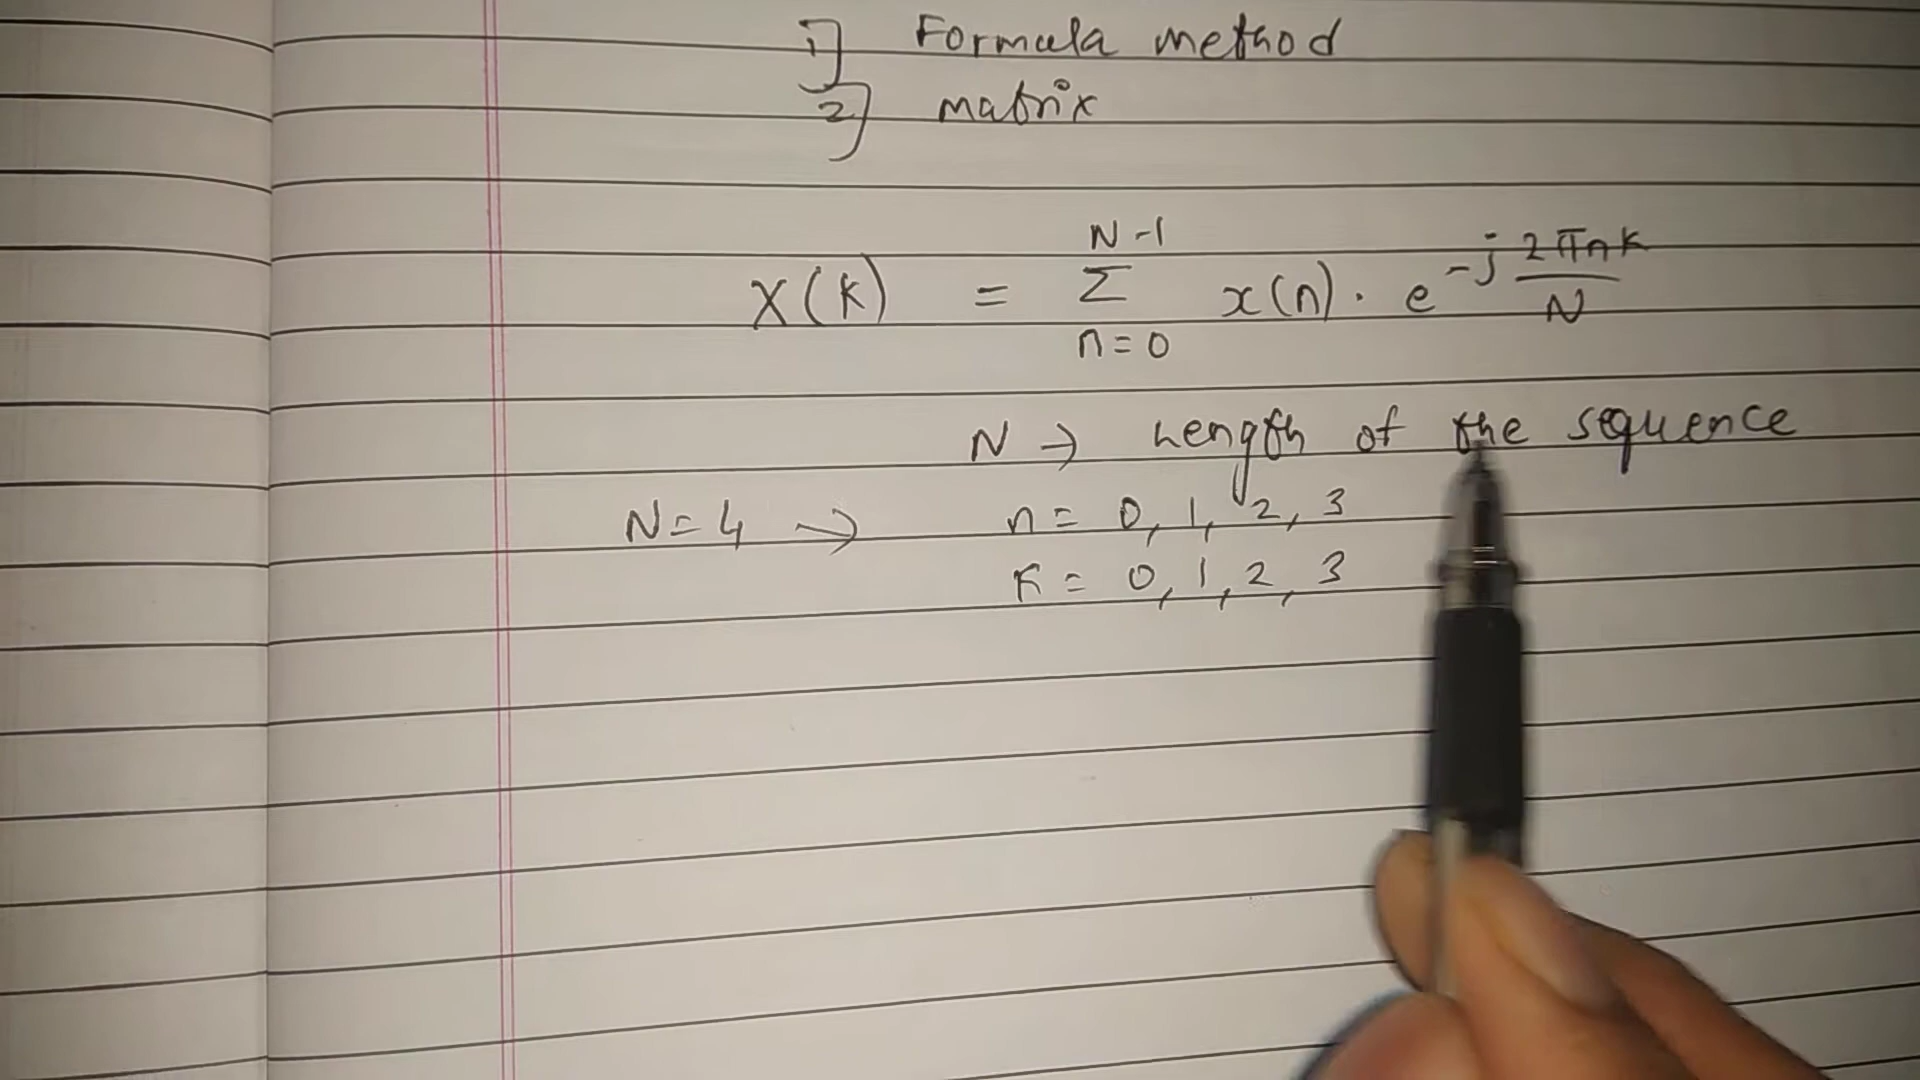 1) Formula method
2) matrix
X(k) = N-1 Σ n=0 x(n) . e^-j 2πnk/N
N → Length of the sequence
N=4 → n = 0, 1, 2, 3
K = 0, 1, 2, 3